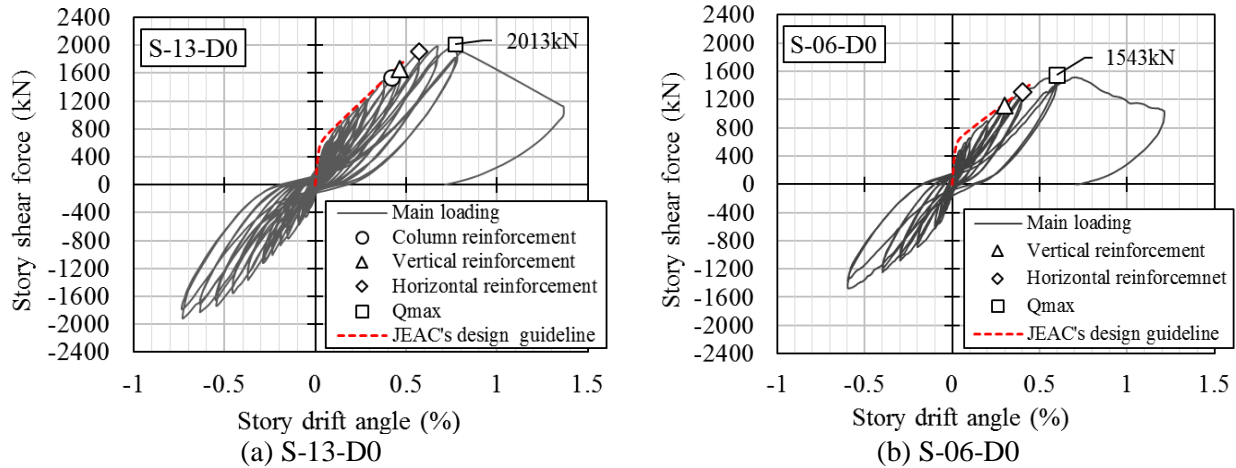 S-13-D0
2013kN
Story shear force (kN)
2400
2000
1600
1200
800
400
0
-400
-800
-1200
-1600
-2000
-2400
Main loading
Column reinforcement
Vertical reinforcement
Horizontal reinforcement
Qmax
JEAC's design guideline
-1 -0.5 0 0.5 1 1.5
Story drift angle (%)
(a) S-13-D0
S-06-D0
1543kN
Story shear force (kN)
2400
2000
1600
1200
800
400
0
-400
-800
-1200
-1600
-2000
-2400
Main loading
Vertical reinforcement
Horizontal reinforcemnet
Qmax
JEAC's design guideline
-1 -0.5 0 0.5 1 1.5
Story drift angle (%)
(b) S-06-D0